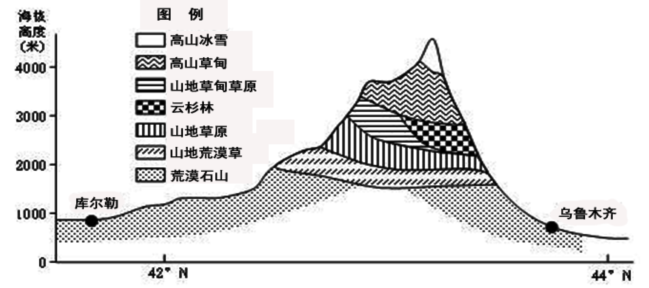 海拔
高度
(米)
图 例
高山冰雪
高山草甸
山地草甸草原
云杉林
山地草原
山地荒漠草
荒漠石山
4000
3000
2000
1000
0
库尔勒
乌鲁木齐
42° N
44° N